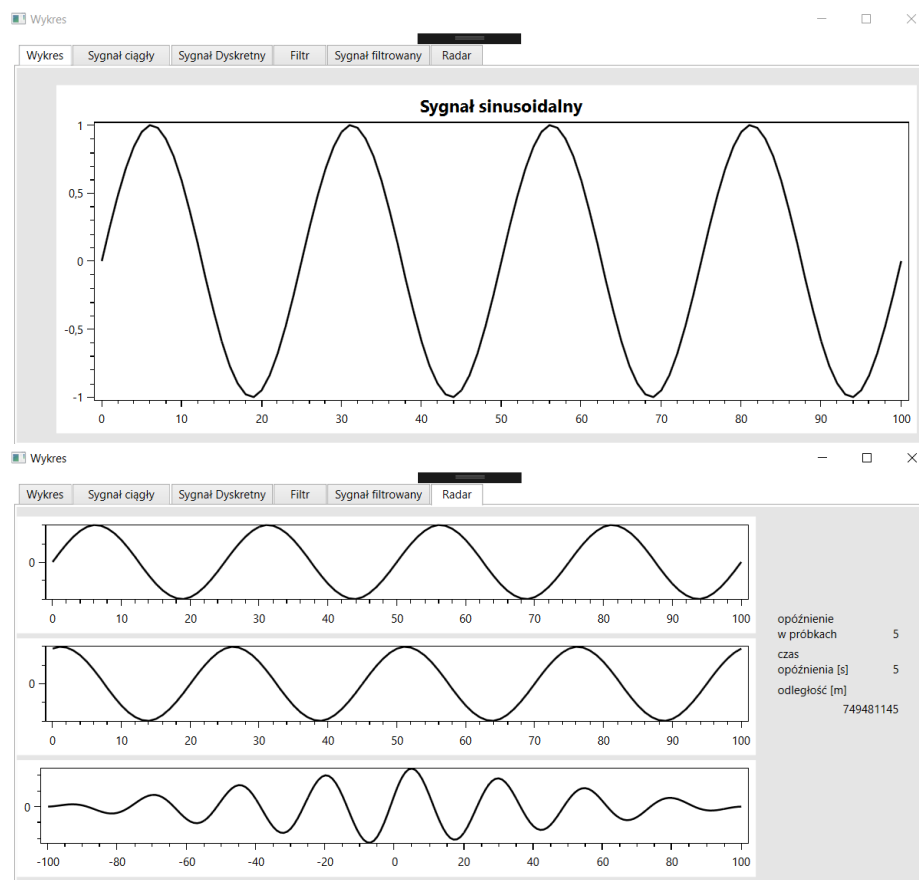 Wykres
Wykres Sygnał ciągły Sygnał Dyskretny Filtr Sygnał filtrowany Radar
Sygnał sinusoidalny
1
0,5
0
-0,5
-1
0 10 20 30 40 50 60 70 80 90 100
Wykres
Wykres Sygnał ciągły Sygnał Dyskretny Filtr Sygnał filtrowany Radar
0
0 10 20 30 40 50 60 70 80 90 100
0
0 10 20 30 40 50 60 70 80 90 100
0
-100 -80 -60 -40 -20 0 20 40 60 80 100
opóźnienie
w próbkach 5
czas
opóźnienia [s] 5
odległość [m]
749481145